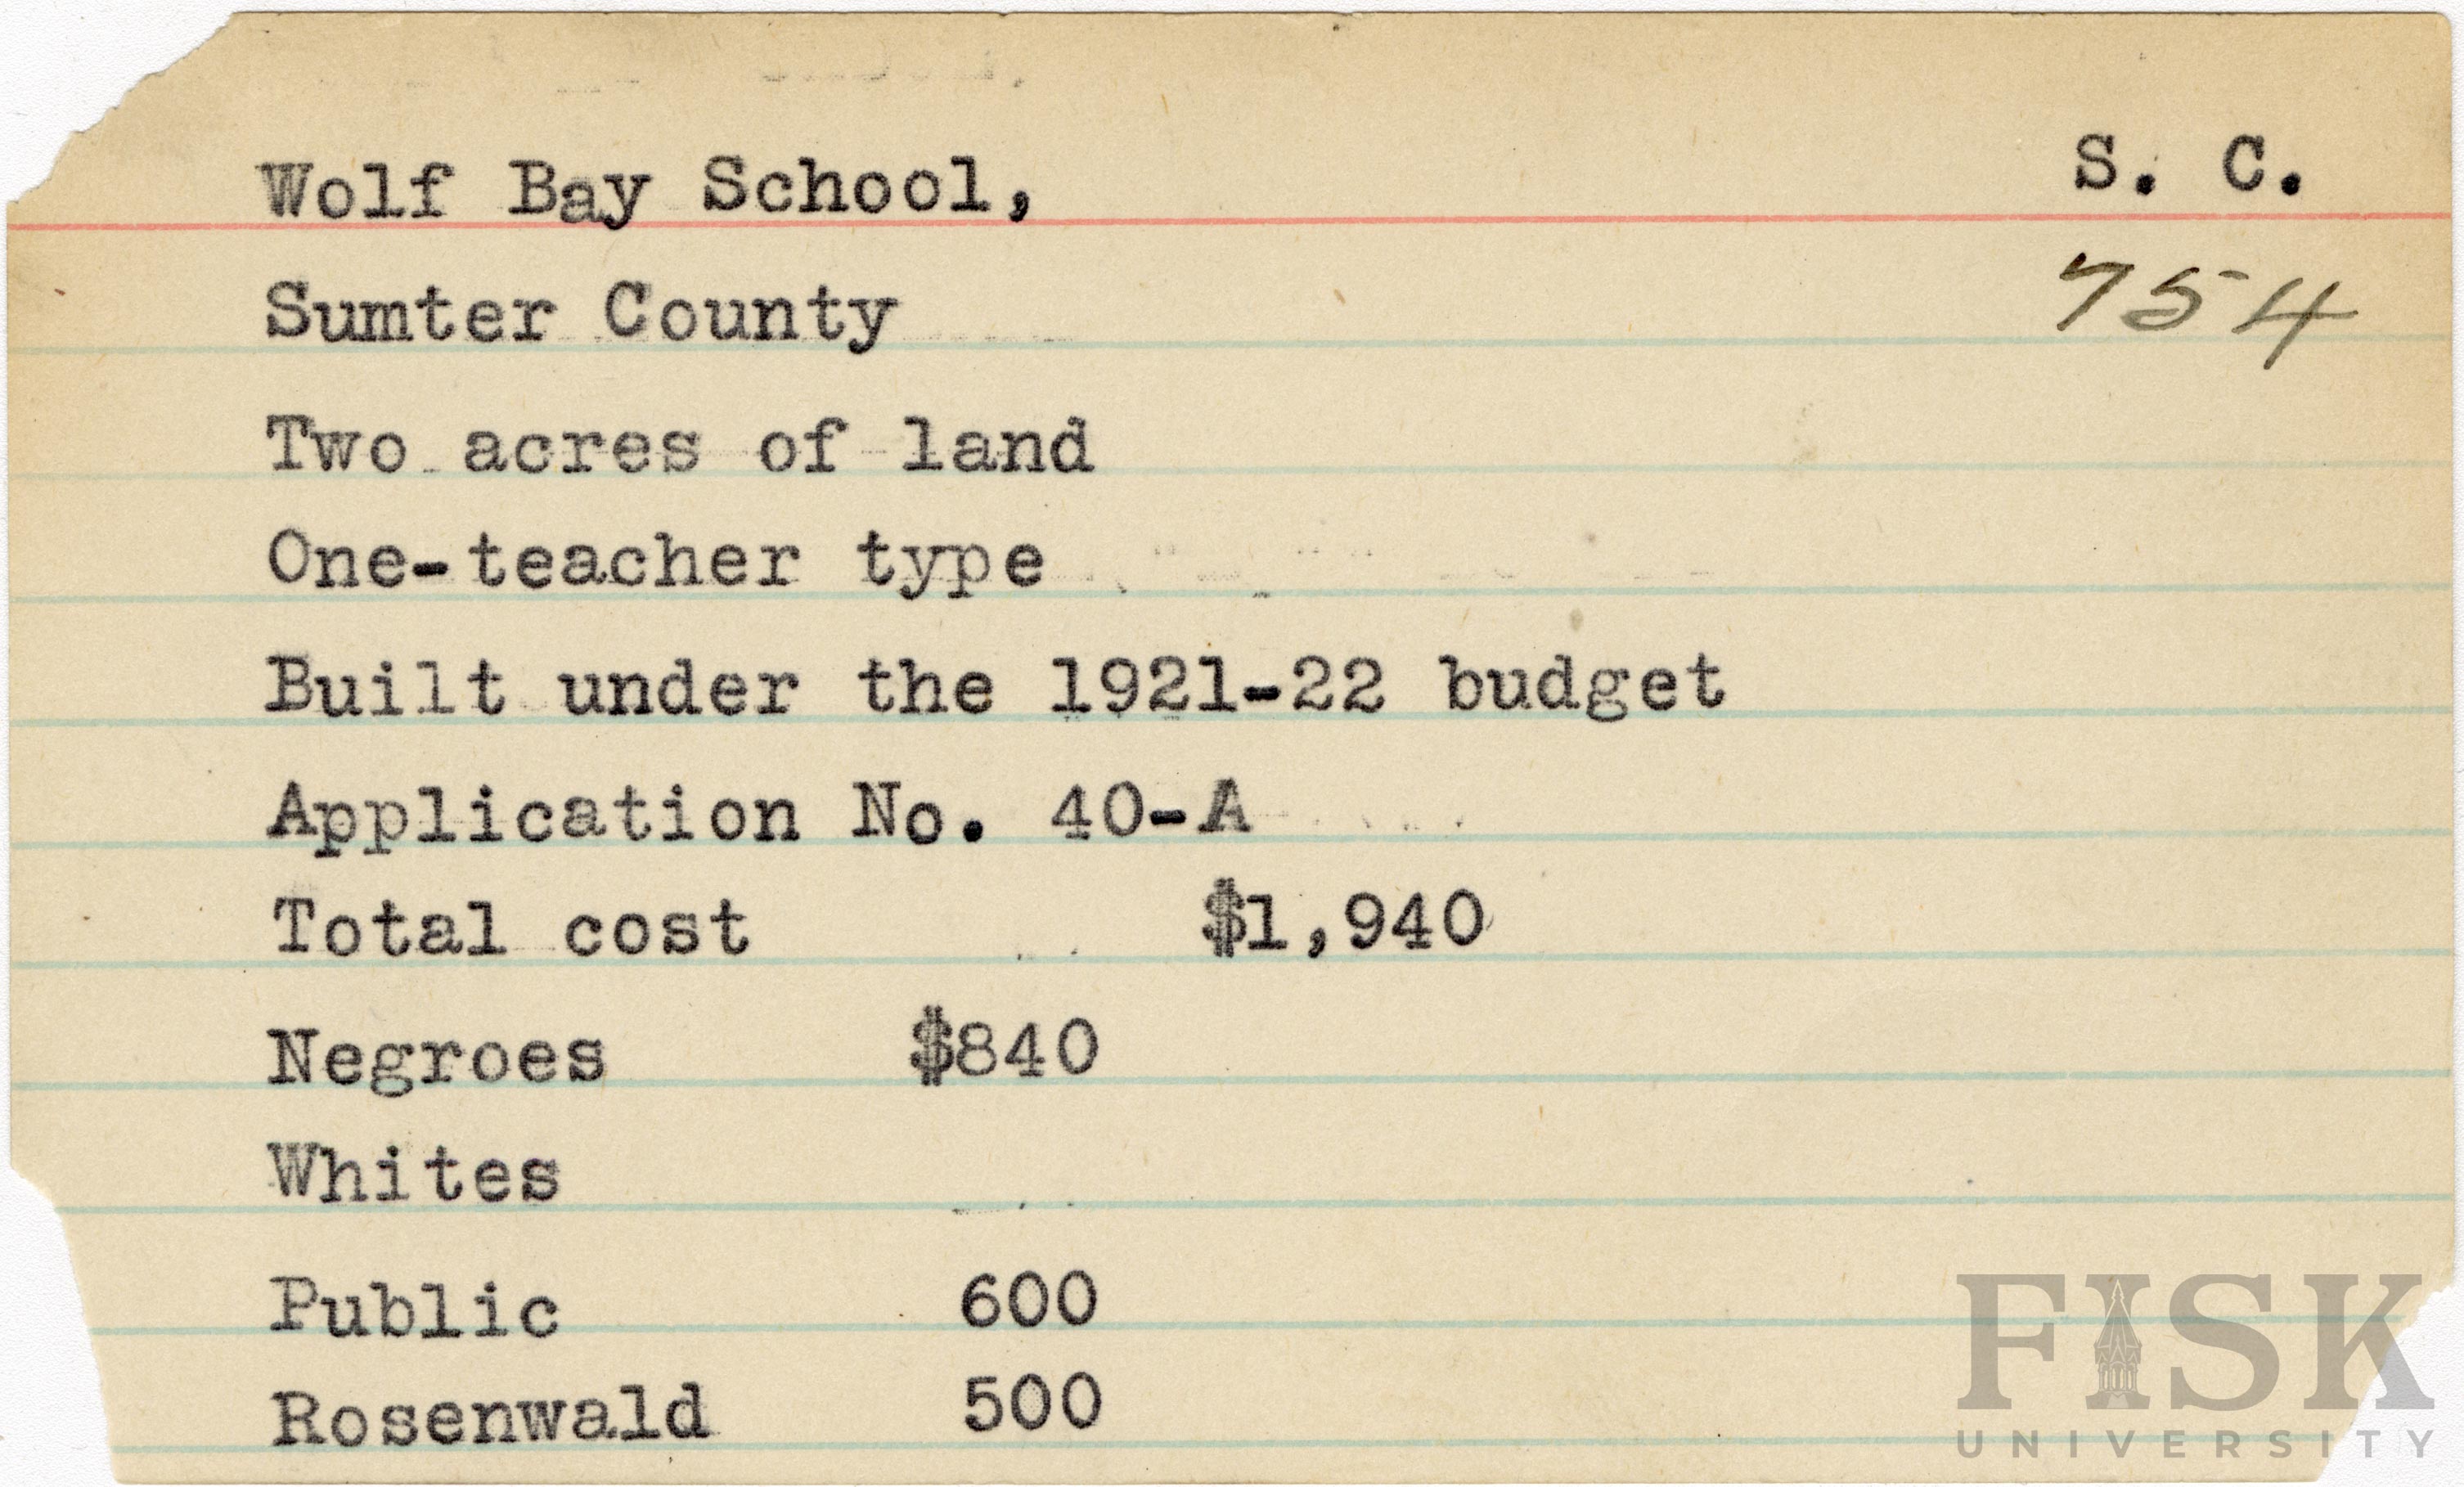 Wolf Bay School, S. C.
754
Sumter County
Two acres of land
One-teacher type
Built under the 1921-22 budget
Application No. 40-A
Total cost $1,940
Negroes $840
Whites
Public 600
Rosenwald 500
FISK
UNIVERSITY